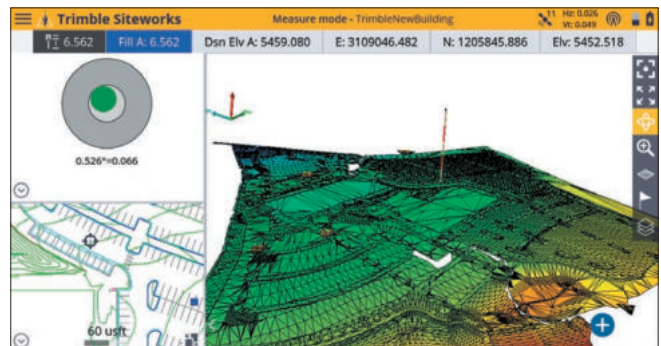 Trimble Siteworks
Measure mode - TrimbleNewBuilding
11 Hz: 0.026
Vt: 0.049
6.562 Fill A: 6.562 Dsn Elv A: 5459.080 E: 3109046.482 N: 1205845.886 Elv: 5452.518
0.526°=0.066
60 usft